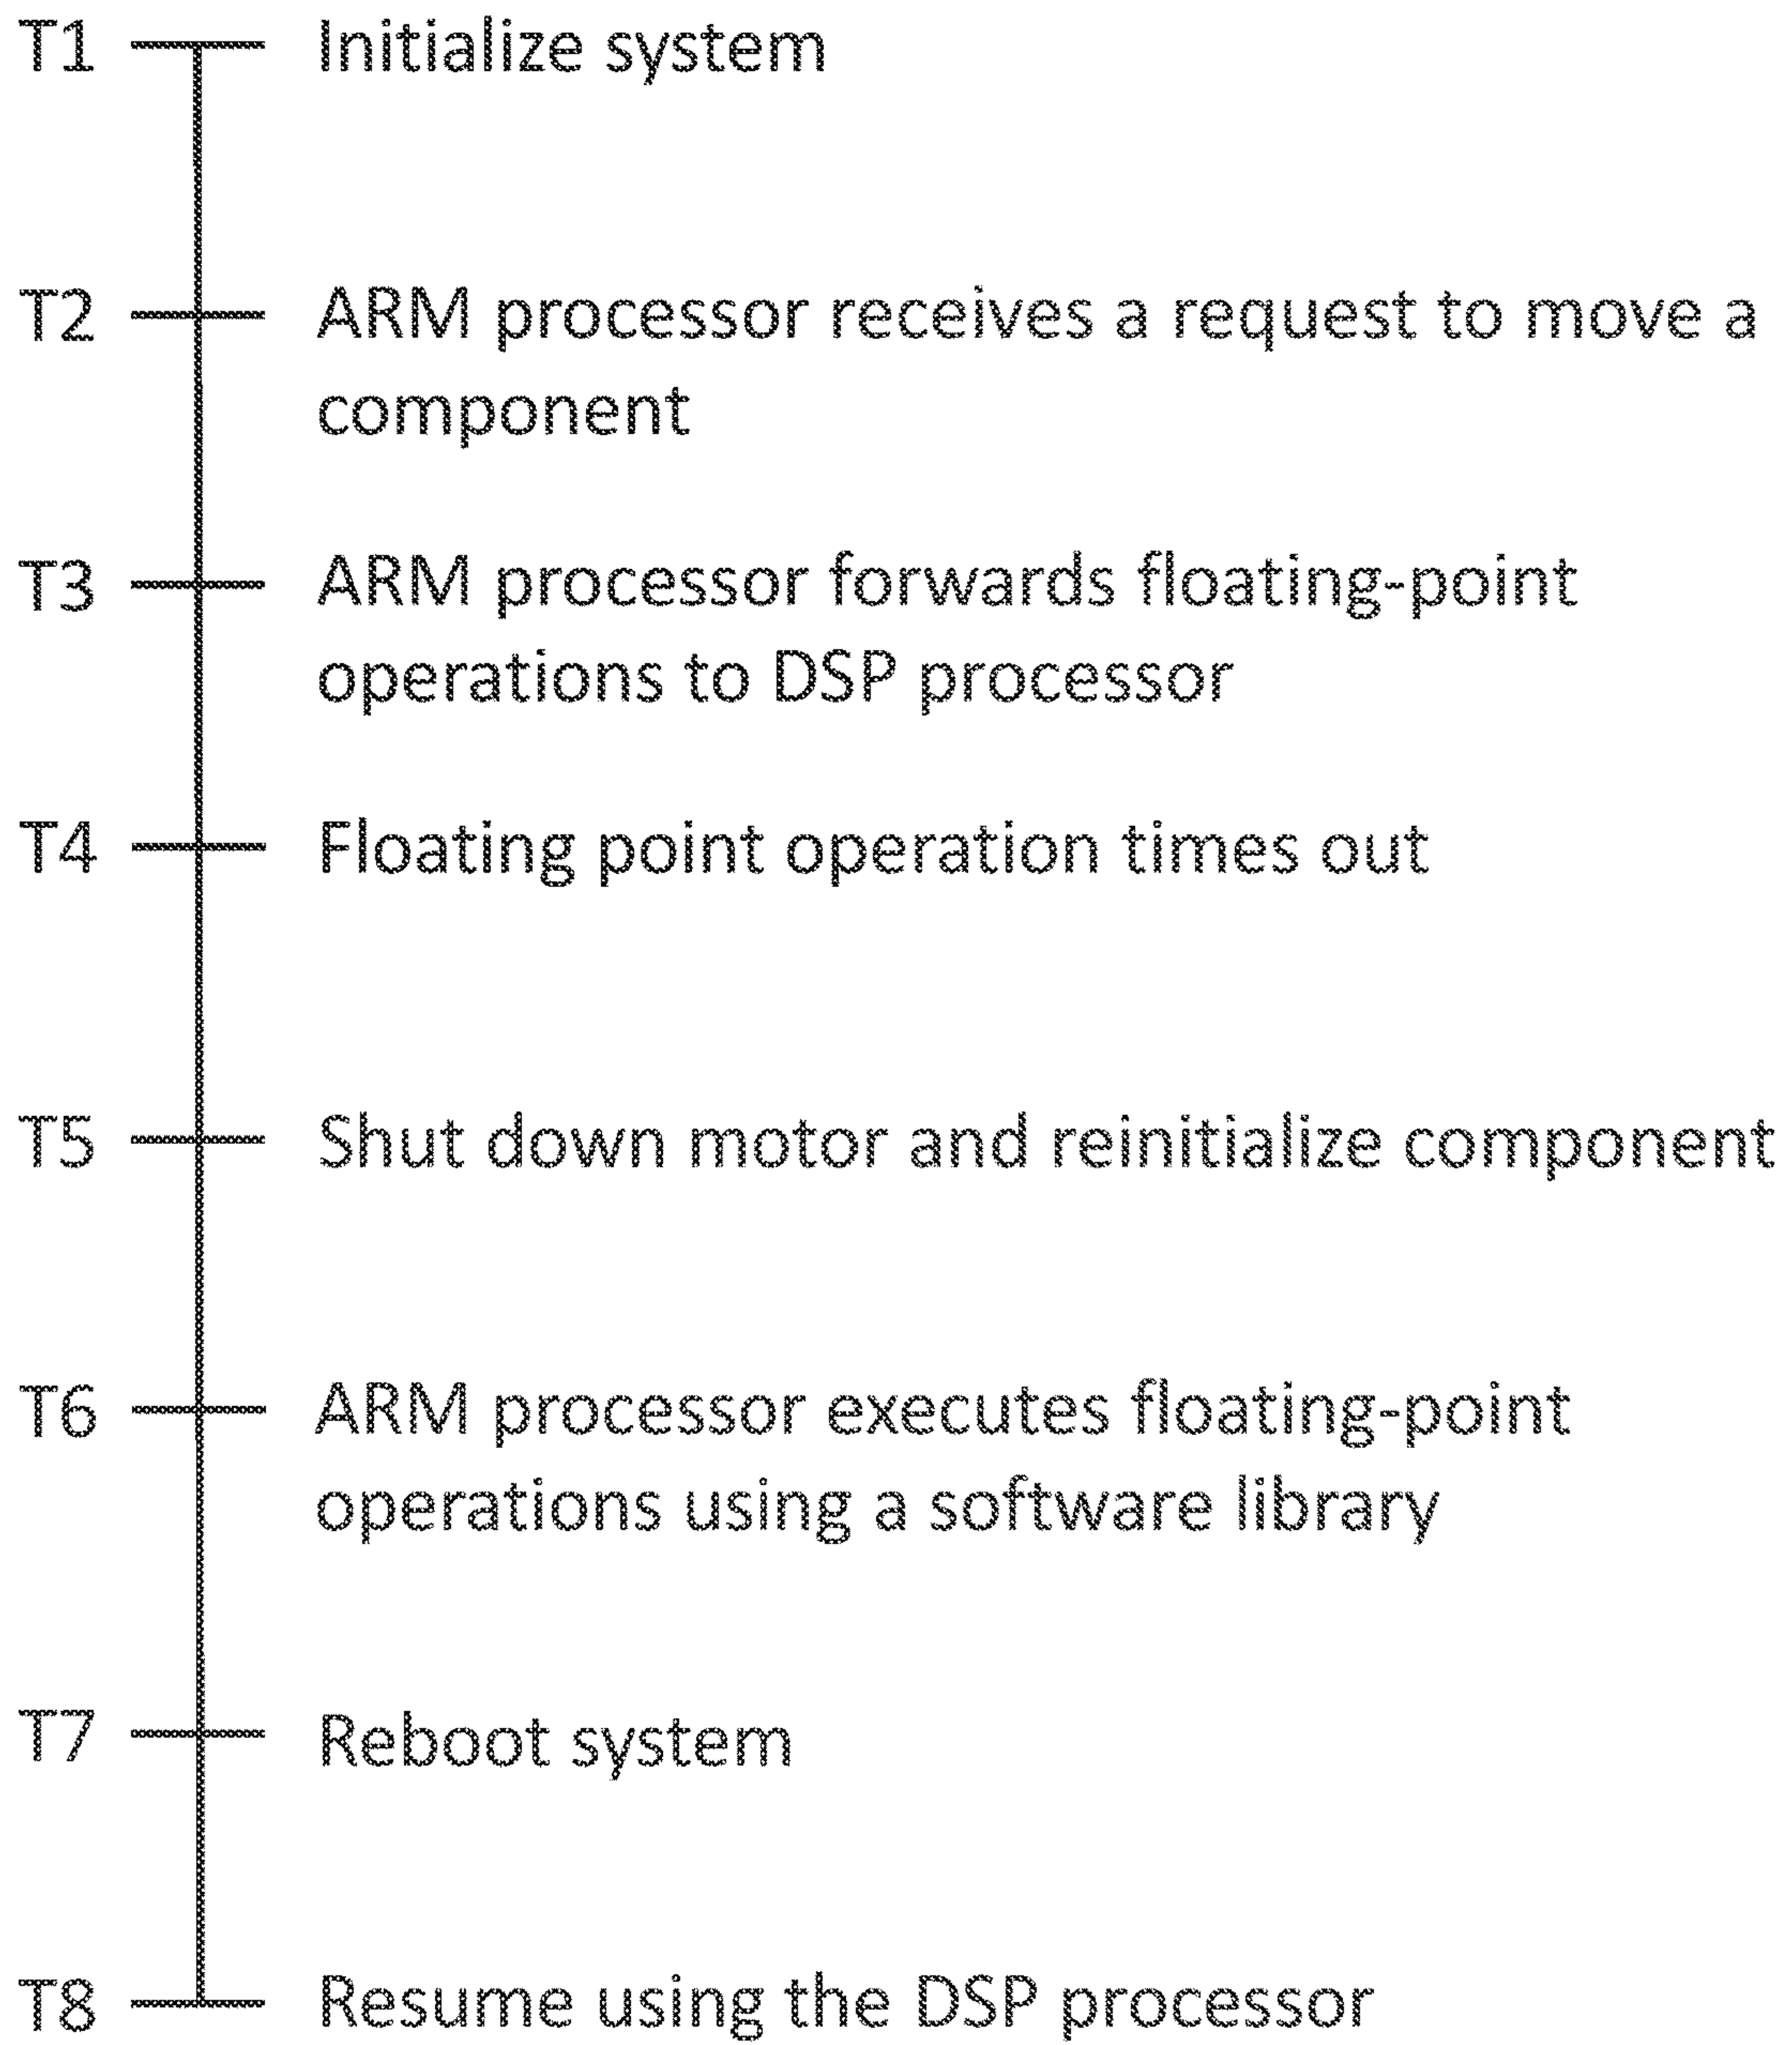 T1 Initialize system
T2 ARM processor receives a request to move a
component
T3 ARM processor forwards floating-point
operations to DSP processor
T4 Floating point operation times out
T5 Shut down motor and reinitialize component
T6 ARM processor executes floating-point
operations using a software library
T7 Reboot system
T8 Resume using the DSP processor